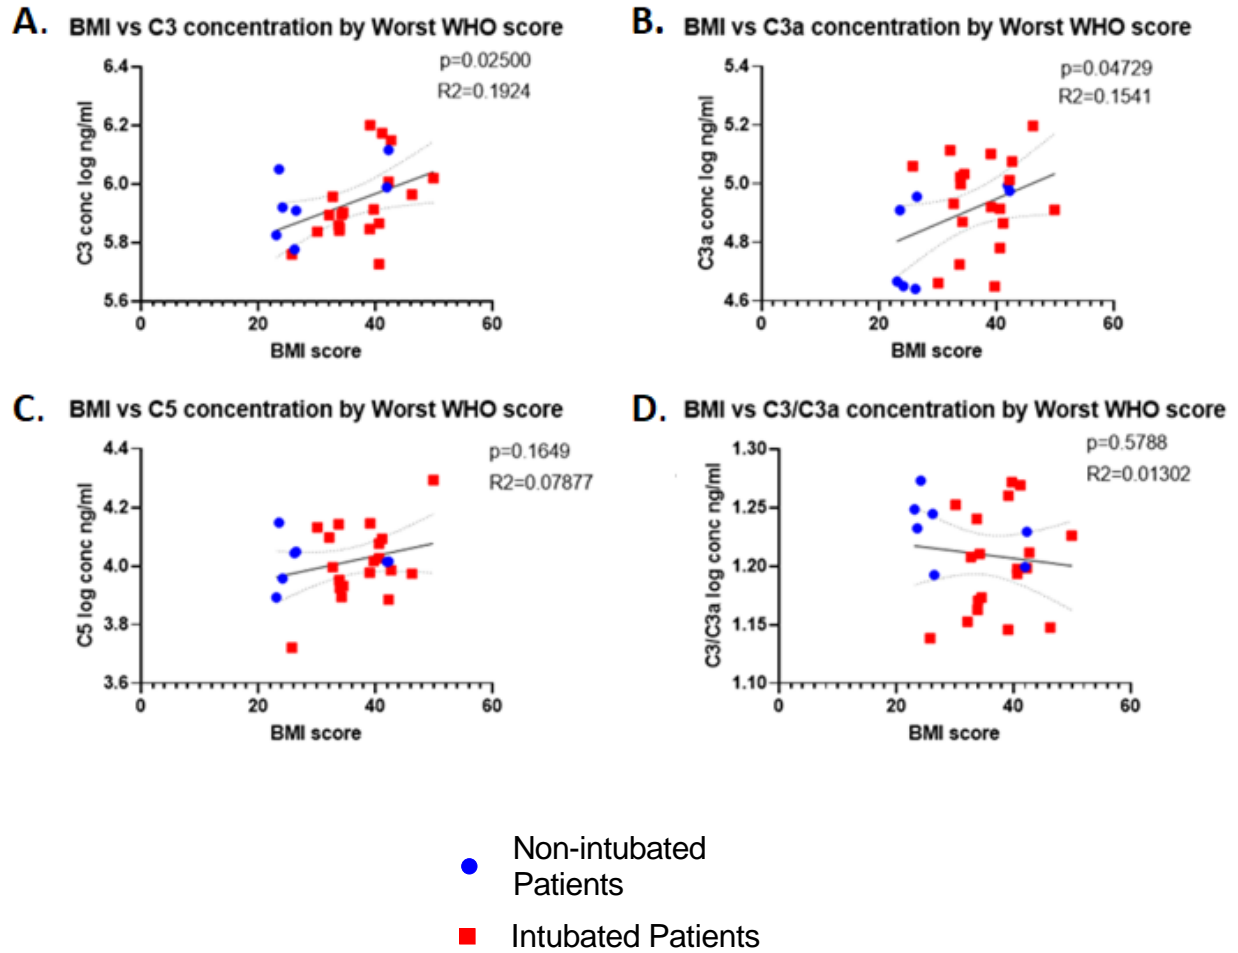 A. BMI vs C3 concentration by Worst WHO score
p=0.02500
R2=0.1924
6.4
6.2
6.0
5.8
5.6
C3 conc log ng/ml
0 20 40 60
BMI score
B. BMI vs C3a concentration by Worst WHO score
p=0.04729
R2=0.1541
5.4
5.2
5.0
4.8
4.6
C3a conc log ng/ml
0 20 40 60
BMI score
C. BMI vs C5 concentration by Worst WHO score
p=0.1649
R2=0.07877
4.4
4.2
4.0
3.8
3.6
C5 log conc ng/ml
0 20 40 60
BMI score
D. BMI vs C3/C3a concentration by Worst WHO score
p=0.5788
R2=0.01302
1.30
1.25
1.20
1.15
1.10
C3/C3a log conc ng/ml
0 20 40 60
BMI score
Non-intubated
Patients
Intubated Patients